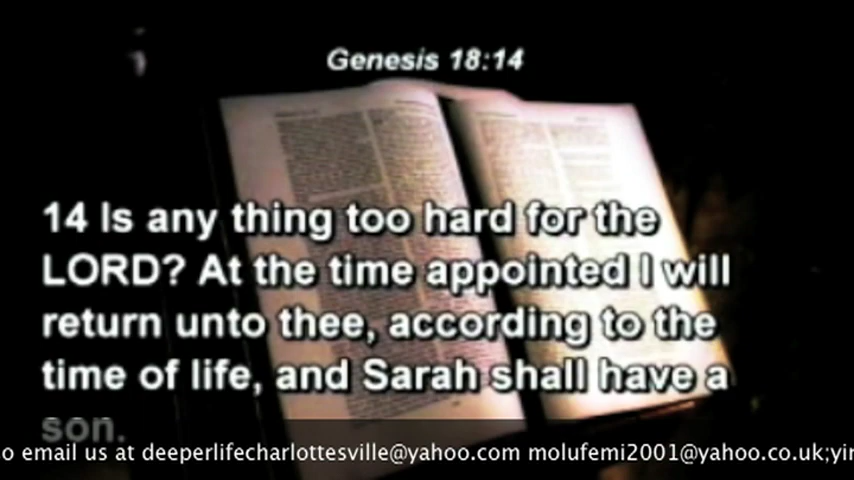 Genesis 18:14
14 Is any thing too hard for the
LORD? At the time appointed I will
return unto thee, according to the
time of life, and Sarah shall have a
son.
o email us at deeperlifecharlottesville@yahoo.com molufemi2001@yahoo.co.uk;yin